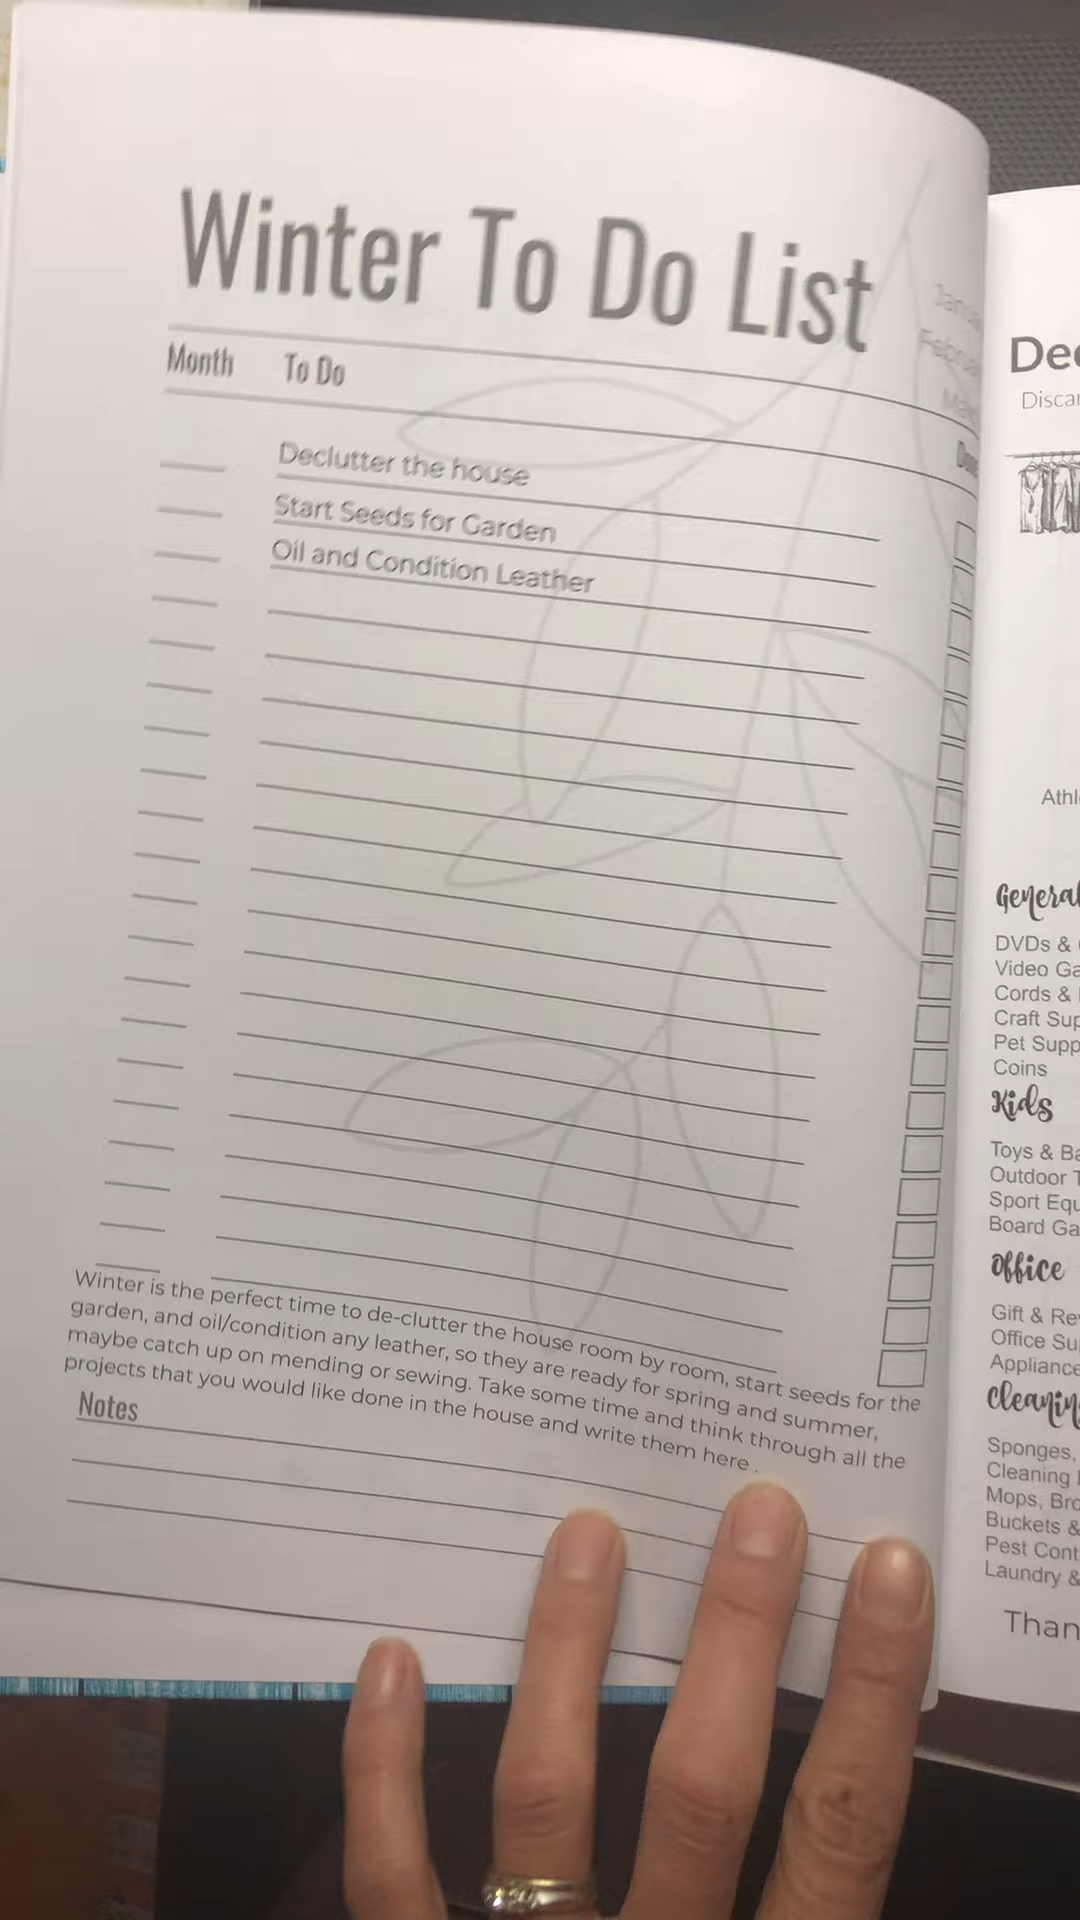 Winter To Do List
Month To Do
Declutter the house
Start Seeds for Garden
Oil and Condition Leather
Winter is the perfect time to de-clutter the house room by room, start seeds for the
garden, and oil/condition any leather, so they are ready for spring and summer,
maybe catch up on mending or sewing. Take some time and think through all the
projects that you would like done in the house and write them here .
Notes
Discar
Athl
General
DVDs &
Video Ga
Cords &
Craft Sup
Pet Supp
Coins
Kids
Toys & Ba
Outdoor T
Sport Equ
Board Ga
Office
Gift & Re
Office Su
Appliance
Cleanin
Sponges,
Cleaning
Mops, Bro
Buckets &
Pest Cont
Laundry &
Than